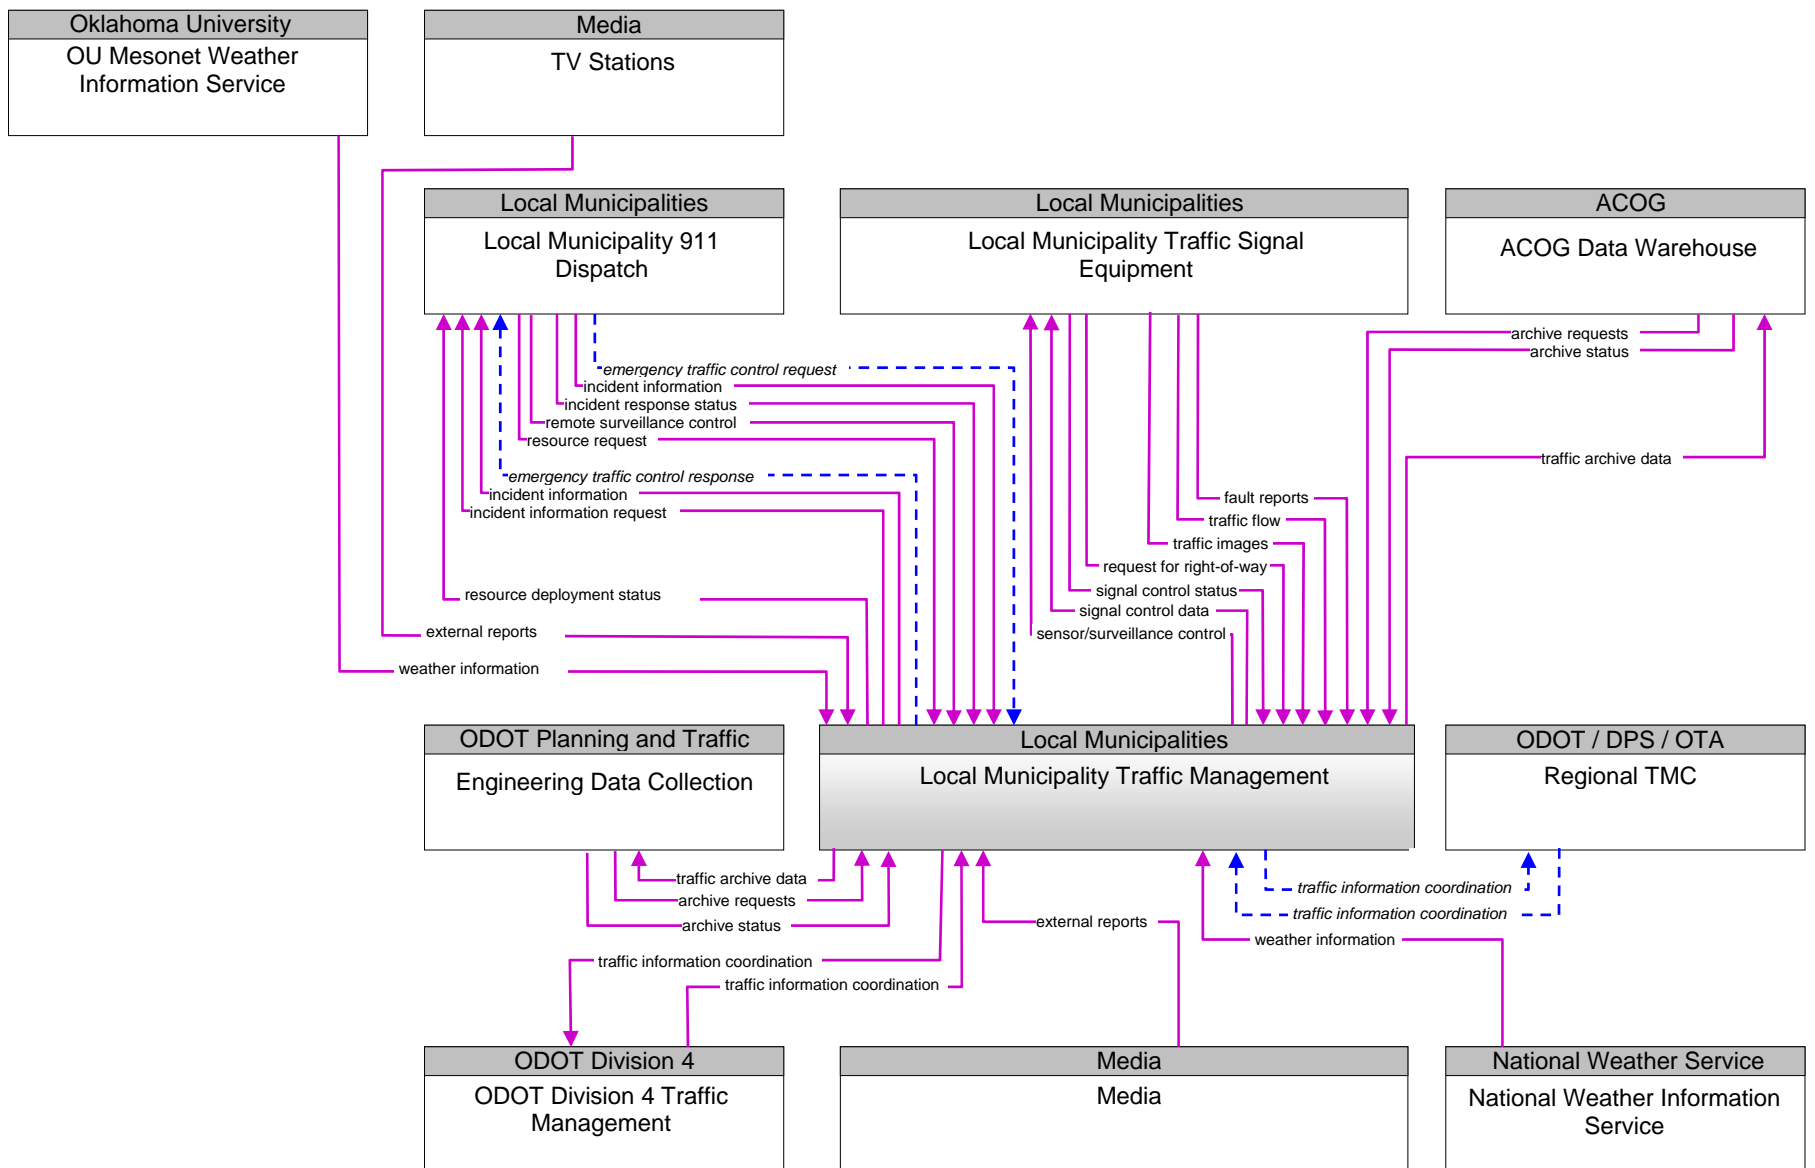 Oklahoma University
OU Mesonet Weather
Information Service
Media
TV Stations
Local Municipalities
Local Municipality 911
Dispatch
Local Municipalities
Local Municipality Traffic Signal
Equipment
ACOG
ACOG Data Warehouse
archive requests
archive status
emergency traffic control request
incident information
incident response status
remote surveillance control
resource request
emergency traffic control response
incident information
incident information request
traffic archive data
fault reports
traffic flow
traffic images
request for right-of-way
signal control status
signal control data
sensor/surveillance control
resource deployment status
external reports
weather information
ODOT Planning and Traffic
Engineering Data Collection
Local Municipalities
Local Municipality Traffic Management
ODOT / DPS / OTA
Regional TMC
traffic archive data
archive requests
archive status
traffic information coordination
traffic information coordination
external reports
weather information
traffic information coordination
traffic information coordination
ODOT Division 4
ODOT Division 4 Traffic
Management
Media
Media
National Weather Service
National Weather Information
Service